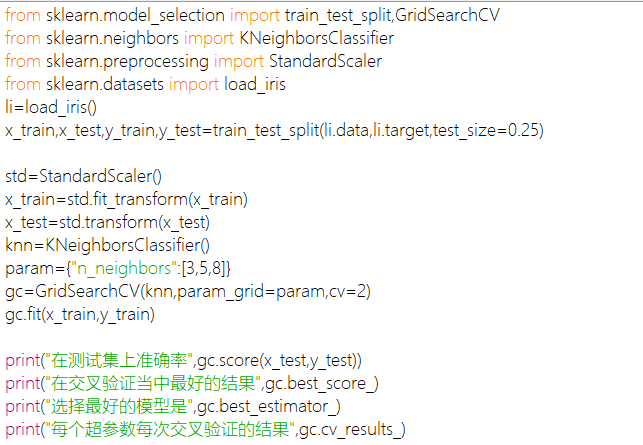 from sklearn.model_selection import train_test_split,GridSearchCV
from sklearn.neighbors import KNeighborsClassifier
from sklearn.preprocessing import StandardScaler
from sklearn.datasets import load_iris
li=load_iris()
x_train,x_test,y_train,y_test=train_test_split(li.data,li.target,test_size=0.25)
std=StandardScaler()
x_train=std.fit_transform(x_train)
x_test=std.transform(x_test)
knn=KNeighborsClassifier()
param={"n_neighbors":[3,5,8]}
gc=GridSearchCV(knn,param_grid=param,cv=2)
gc.fit(x_train,y_train)
print("在测试集上准确率",gc.score(x_test,y_test))
print("在交叉验证当中最好的结果",gc.best_score_)
print("选择最好的模型是",gc.best_estimator_)
print("每个超参数每次交叉验证的结果",gc.cv_results_)